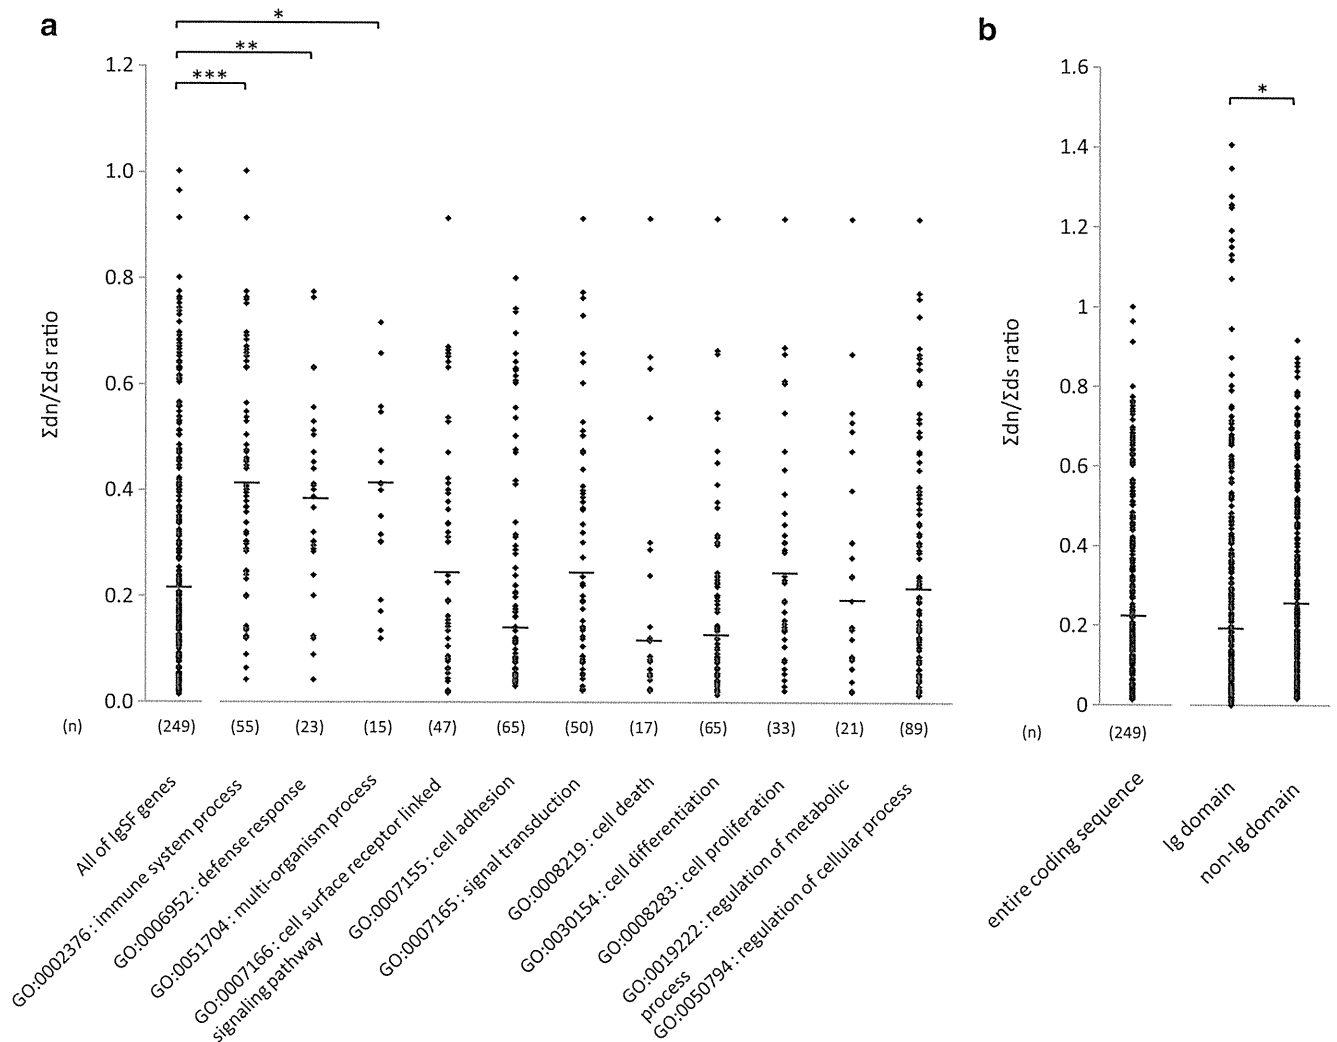 a
*
**
***
1.2
1.0
0.8
0.6
0.4
0.2
0.0
Σdn/Σds ratio
(n)
(249)
(55)
(23)
(15)
(47)
(65)
(50)
(17)
(65)
(33)
(21)
(89)
All of IgSF genes
GO:0002376 : immune system process
GO:0006952 : defense response
GO:0051704 : multi-organism process
GO:0007166 : cell surface receptor linked
signaling pathway
GO:0007155 : cell adhesion
GO:0007165 : signal transduction
GO:0008219 : cell death
GO:0030154 : cell differentiation
GO:0008283 : cell proliferation
GO:0019222 : regulation of metabolic
process
GO:0050794 : regulation of cellular process
b
*
1.6
1.4
1.2
1
0.8
0.6
0.4
0.2
0
Σdn/Σds ratio
(n)
(249)
entire coding sequence
Ig domain
non-Ig domain